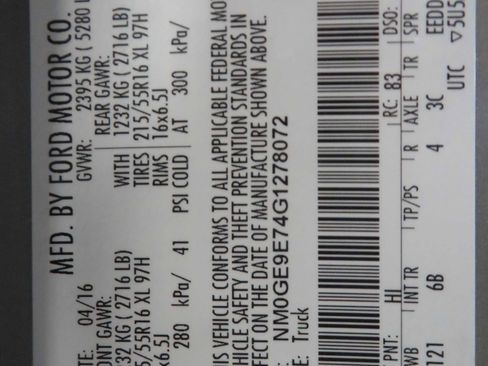 MFD. BY FORD MOTOR CO.
TE: 04/16 GVWR: 2395 KG ( 5280 L
ONT GAWR: REAR GAWR:
32 KG ( 2716 LB) WITH 1232 KG ( 2716 LB)
5/55R16 XL 97H TIRES 215/55R16 XL 97H
x6.5J RIMS 16x6.5J
280 kPa/ 41 PSI COLD AT 300 kPa/
IS VEHICLE CONFORMS TO ALL APPLICABLE FEDERAL MO
HICLE SAFETY AND THEFT PREVENTION STANDARDS IN
FECT ON THE DATE OF MANUFACTURE SHOWN ABOVE.
NM0GE9E74G1278072
E: Truck
PNT: HI RC: 83 DSO:
WB INT TR TP/PS R AXLE TR SPR
121 6B 4 3C EEDD
UTC ▽5U5